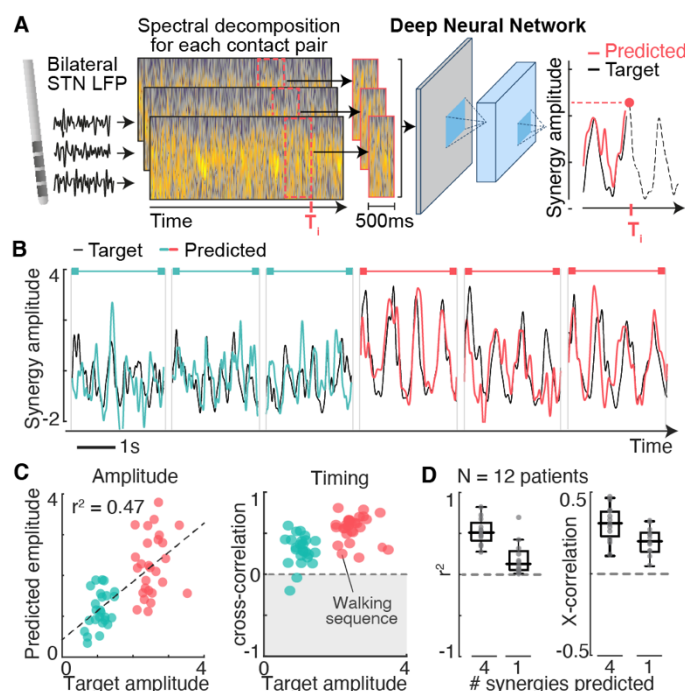 A
Spectral decomposition
for each contact pair
Deep Neural Network
Bilateral
STN LFP
Time
T i
500ms
Synergy amplitude
Predicted
Target
T i
B
Target
Predicted
4
Synergy amplitude
-2
1s
Time
C
Amplitude
4
r² = 0.47
Predicted emplitude
0
0
4
Target amplitude
Timing
1
cross-correlation
0
-1
Walking
sequence
0
4
Target amplitude
D
N = 12 patients
1
r²
0
-1
4
1
0.5
X-correlation
-0.5
4
1
# synergies predicted